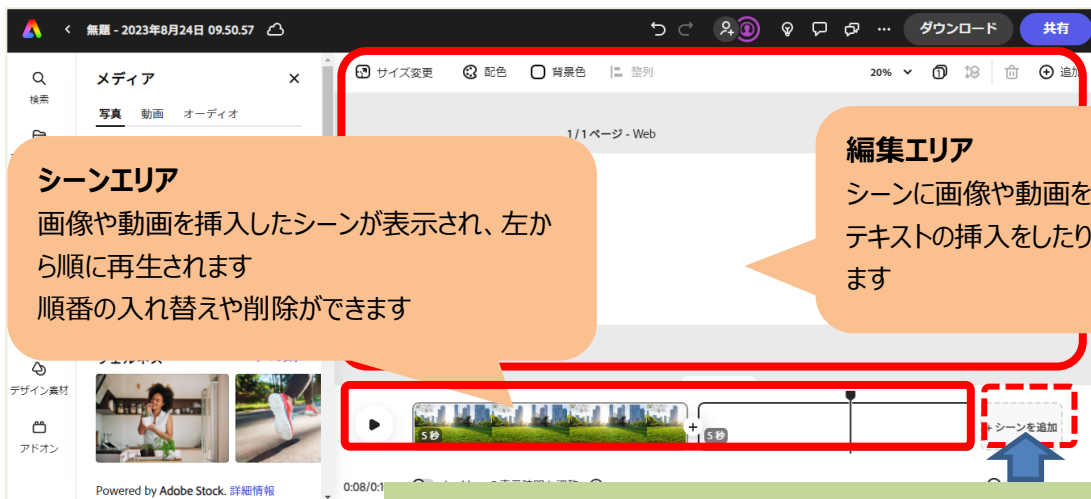 無題 - 2023年8月24日 09.50.57
ダウンロード
共有
検索
メディア
写真 動画 オーディオ
サイズ変更 配色 背景色 整列
20%
追加
1/1ページ - Web
シーンエリア
画像や動画を挿入したシーンが表示され、左か
ら順に再生されます
順番の入れ替えや削除ができます
編集エリア
シーンに画像や動画を
テキストの挿入をしたり
ます
デザイン素材
アドオン
5秒
5秒
+ シーンを追加
Powered by Adobe Stock. 詳細情報
0:08/0:1